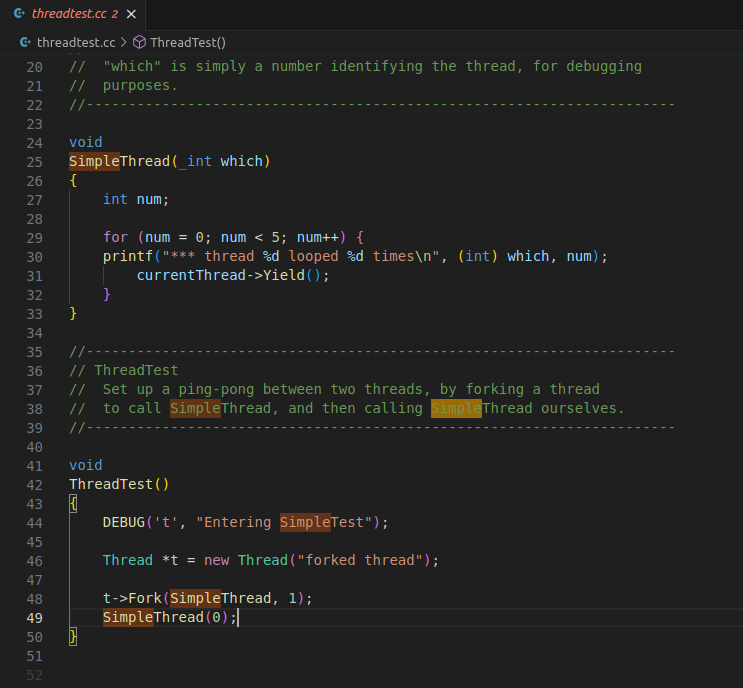 threadtest.cc 2
threadtest.cc > ThreadTest()
20 //  "which" is simply a number identifying the thread, for debugging
21 //  purposes.
22 //----------------------------------------------------------------------
23
24 void
25 SimpleThread(_int which)
26 {
27     int num;
28
29     for (num = 0; num < 5; num++) {
30     printf("*** thread %d looped %d times\n", (int) which, num);
31         currentThread->Yield();
32     }
33 }
34
35 //----------------------------------------------------------------------
36 // ThreadTest
37 //  Set up a ping-pong between two threads, by forking a thread
38 //  to call SimpleThread, and then calling SimpleThread ourselves.
39 //----------------------------------------------------------------------
40
41 void
42 ThreadTest()
43 {
44     DEBUG('t', "Entering SimpleTest");
45
46     Thread *t = new Thread("forked thread");
47
48     t->Fork(SimpleThread, 1);
49     SimpleThread(0);
50 }
51
52